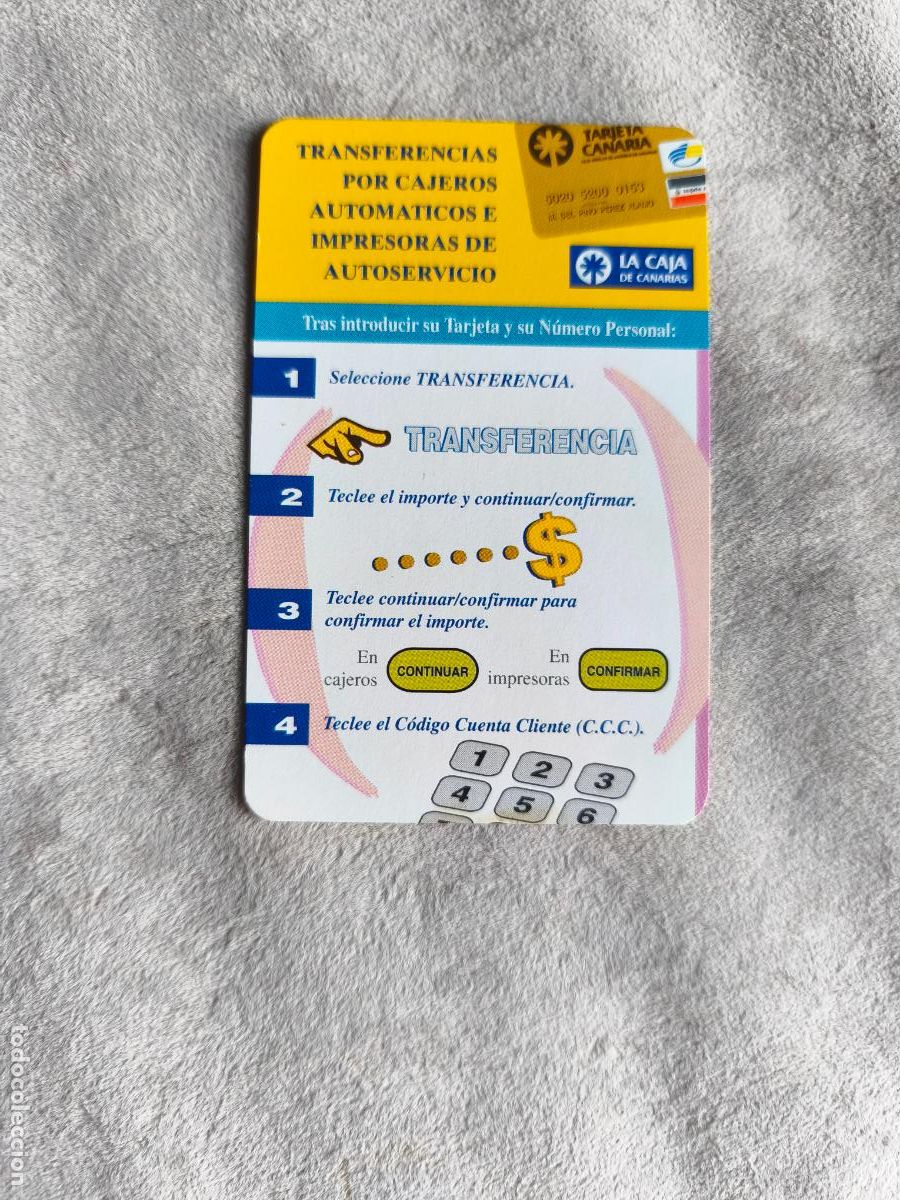 TRANSFERENCIAS
POR CAJEROS
AUTOMATICOS E
IMPRESORAS DE
AUTOSERVICIO
TARJETA
CANARIA
LA CAJA
DE CANARIAS
Tras introducir su Tarjeta y su Número Personal:
1 Seleccione TRANSFERENCIA.
TRANSFERENCIA
2 Teclee el importe y continuar/confirmar.
$
3 Teclee continuar/confirmar para
confirmar el importe.
En
cajeros
CONTINUAR
En
impresoras
CONFIRMAR
4 Teclee el Código Cuenta Cliente (C.C.C.).
1 2 3
4 5 6
todocoleccion